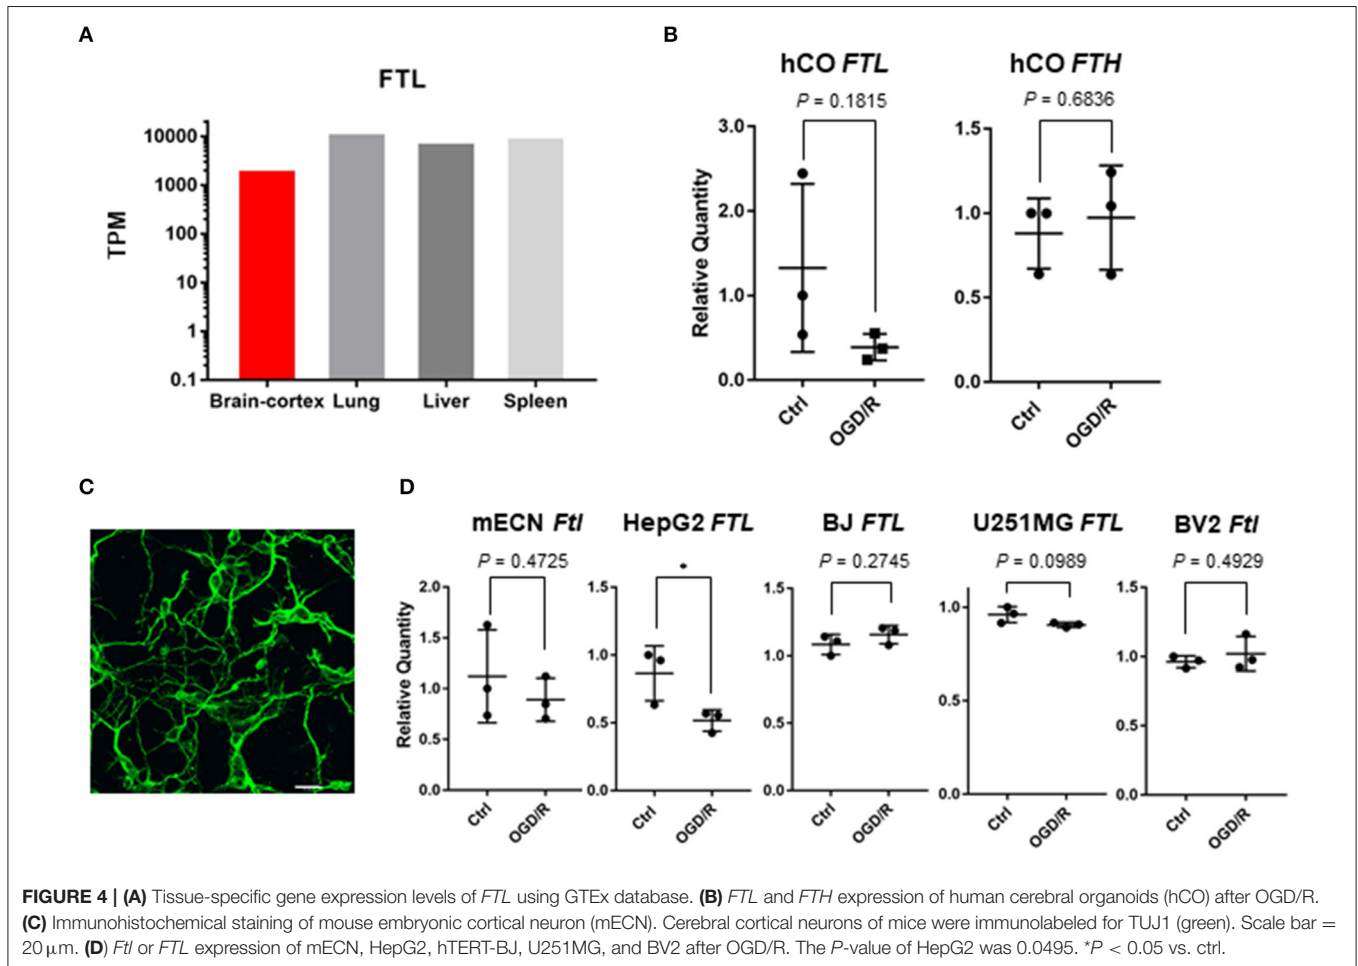 A
FTL
TPM
10000
1000
100
10
1
0.1
Brain-cortex Lung Liver Spleen
B
hCO FTL
P = 0.1815
Relative Quantity
3.0
2.0
1.0
0.0
Ctrl
OGD/R
hCO FTH
P = 0.6836
1.5
1.0
0.5
0.0
Ctrl
OGD/R
C
D
mECN Ftl
P = 0.4725
Relative Quantity
2.0
1.5
1.0
0.5
0.0
Ctrl
OGD/R
HepG2 FTL
*
1.5
1.0
0.5
0.0
Ctrl
OGD/R
BJ FTL
P = 0.2745
1.5
1.0
0.5
0.0
Ctrl
OGD/R
U251MG FTL
P = 0.0989
1.0
0.5
0.0
Ctrl
OGD/R
BV2 Ftl
P = 0.4929
1.5
1.0
0.5
0.0
Ctrl
OGD/R
FIGURE 4 | (A) Tissue-specific gene expression levels of FTL using GTEx database. (B) FTL and FTH expression of human cerebral organoids (hCO) after OGD/R.
(C) Immunohistochemical staining of mouse embryonic cortical neuron (mECN). Cerebral cortical neurons of mice were immunolabeled for TUJ1 (green). Scale bar =
20 μm. (D) Ftl or FTL expression of mECN, HepG2, hTERT-BJ, U251MG, and BV2 after OGD/R. The P-value of HepG2 was 0.0495. *P < 0.05 vs. ctrl.